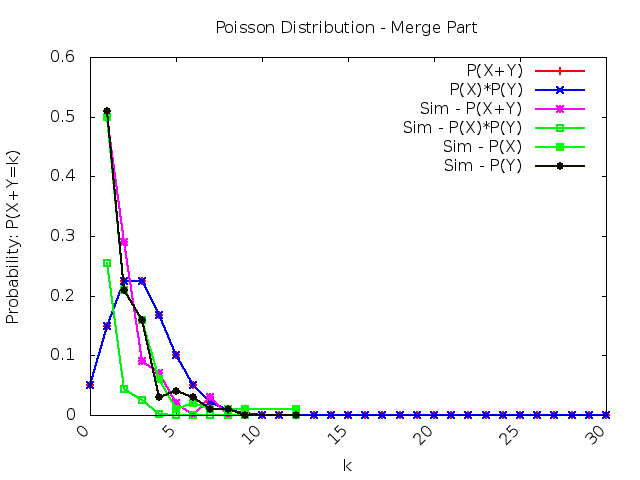 Poisson Distribution - Merge Part
P(X+Y)
P(X)*P(Y)
Sim - P(X+Y)
Sim - P(X)*P(Y)
Sim - P(X)
Sim - P(Y)
Probability: P(X+Y=k)
0.6
0.5
0.4
0.3
0.2
0.1
0
0
5
10
15
20
25
30
k